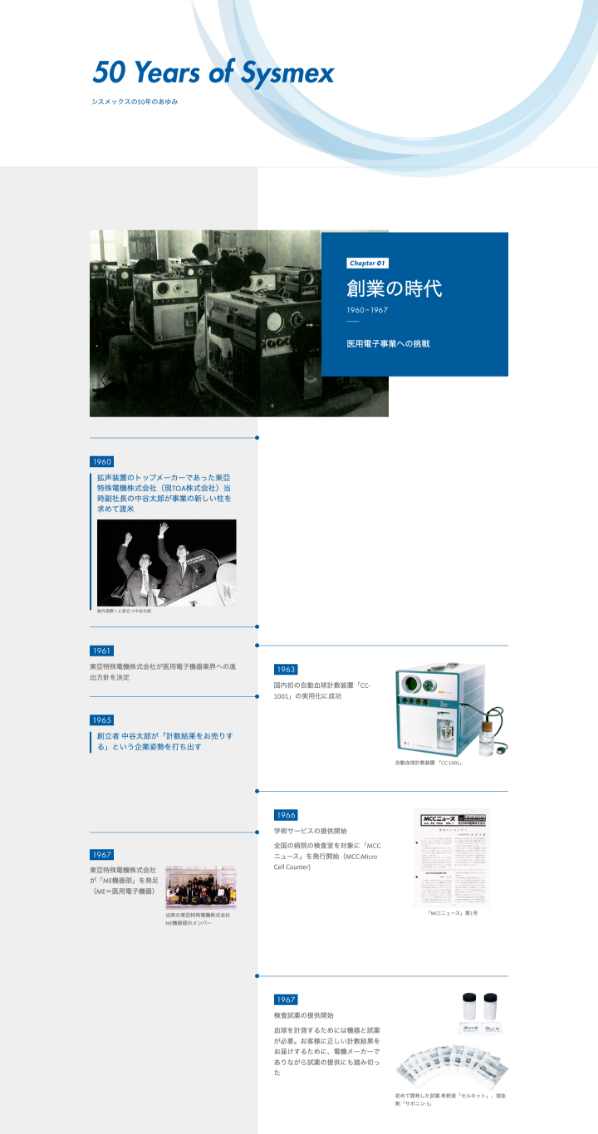 50 Years of Sysmex
シスメックスの50年のあゆみ
Chapter 01
創業の時代
1960~1967
医用電子事業への挑戦
1960
拡声装置のトップメーカーであった東亞
特殊電機株式会社（現TOA株式会社）当
時副社長の中谷太郎が事業の新しい柱を
求めて渡米
海外視察へと旅立つ中谷太郎
1961
東亞特殊電機株式会社が医用電子機器業界への進
出方針を決定
1965
創立者 中谷太郎が「計数結果をお売りす
る」という企業姿勢を打ち出す
1967
東亞特殊電機株式会社
が「ME機器部」を発足
（ME＝医用電子機器）
当時の東亞特殊電機株式会社
ME機器部のメンバー
1963
国内初の自動血球計数装置「CC-
1001」の実用化に成功
自動血球計数装置 「CC-1001」
1966
学術サービスの提供開始
全国の病院の検査室を対象に「MCC
ニュース」を発行開始（MCC:Micro
Cell Counter)
MCCニュース
「MCCニュース」第1号
1967
検査試薬の提供開始
血球を計測するためには機器と試薬
が必要。お客様に正しい計数結果を
お届けするために、電機メーカーで
ありながら試薬の提供にも踏み切っ
た
初めて開発した試薬 希釈液「セルキット」、溶血
剤「サポニン-S」